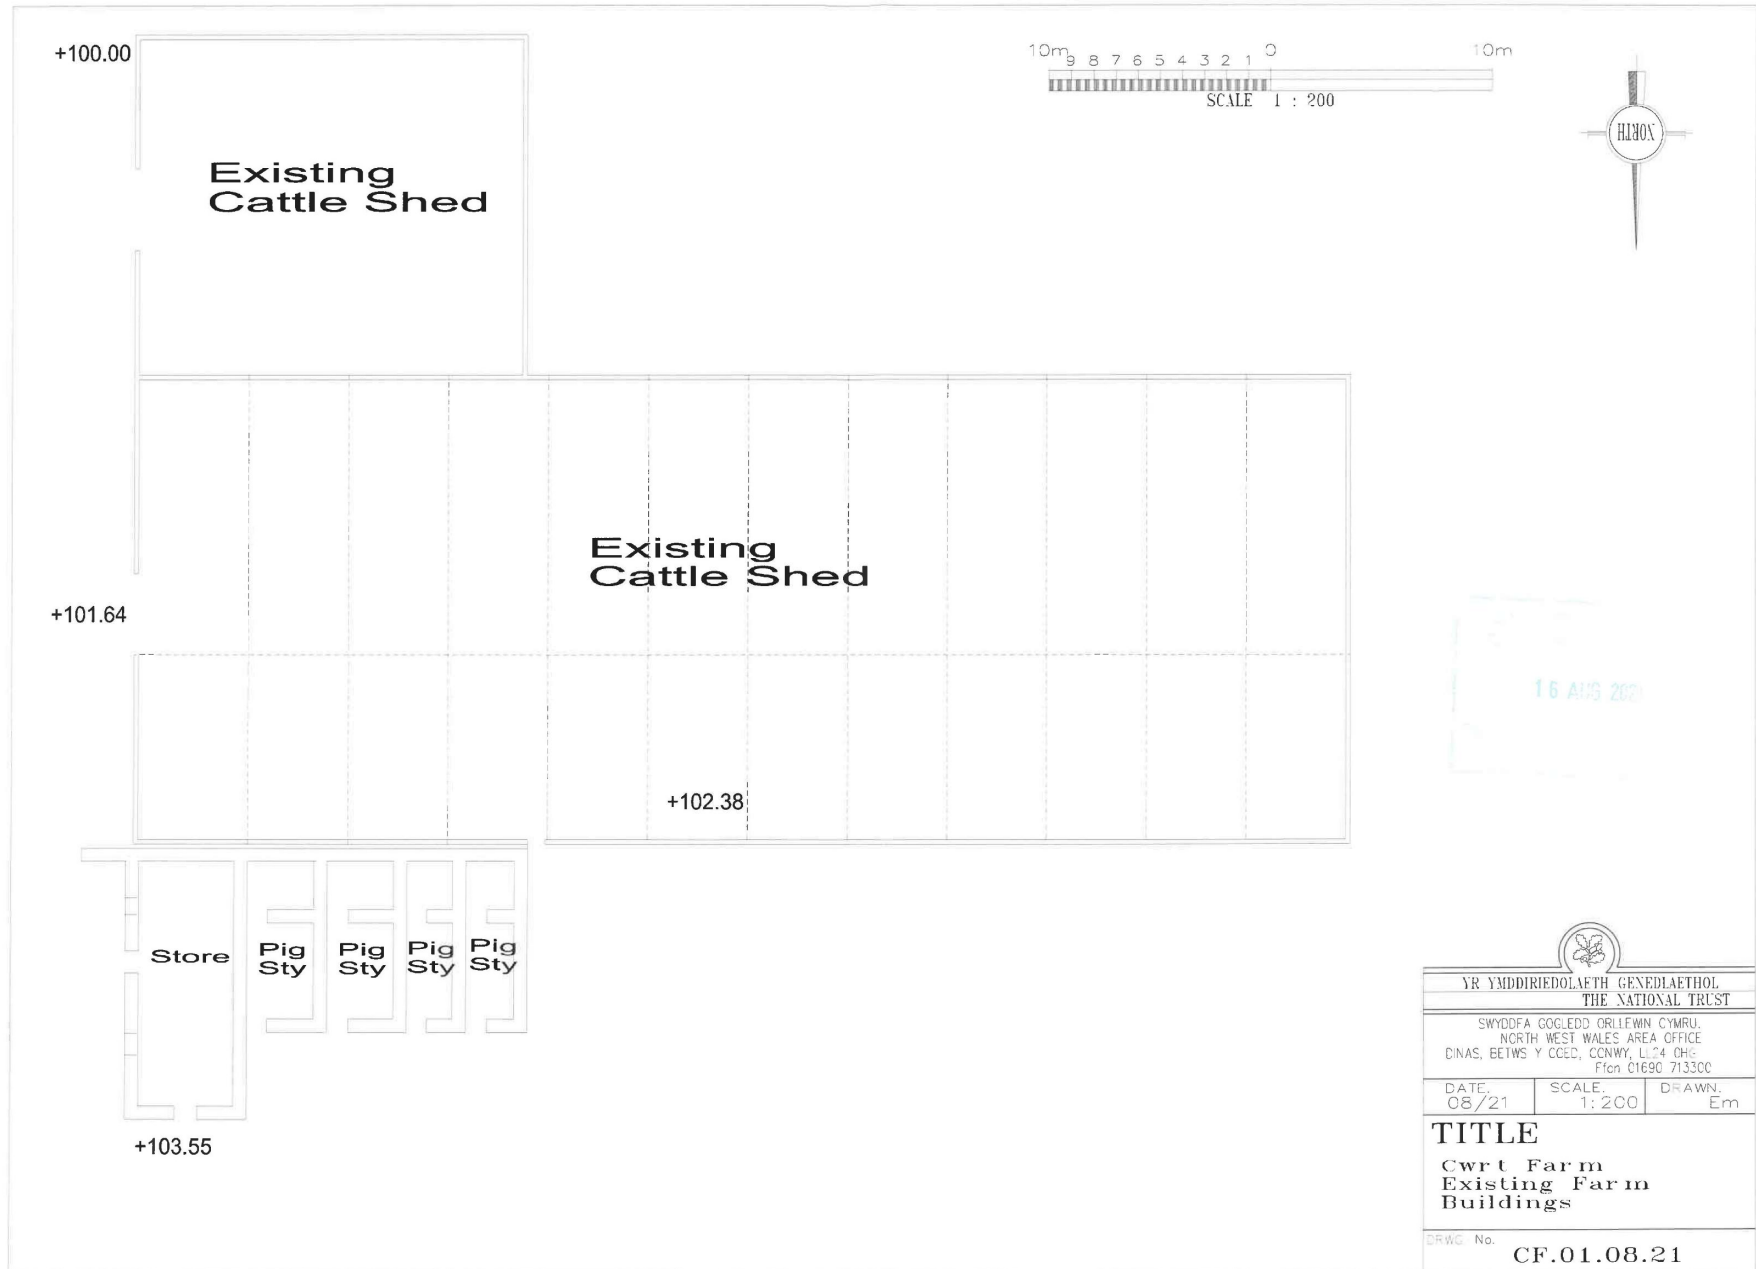 +100.00
Existing
Cattle Shed
10m 9 8 7 6 5 4 3 2 1 0 10m
SCALE 1 : 200
NORTH
Existing
Cattle Shed
+101.64
+102.38
16 AUG
Store
Pig
Sty
Pig
Sty
Pig
Sty
Pig
Sty
+103.55
YR YMDDIRIEDOLAETH GENEDLAETHOL
THE NATIONAL TRUST
SWYDDFA GOGLEDD ORLLEWIN CYMRU.
NORTH WEST WALES AREA OFFICE
DINAS, BETWS Y COED, CONWY,
Ffon 01690 713300
DATE. SCALE. DRAWN.
08/21 1:200 Em
TITLE
Cwrt Farm
Existing Farm
Buildings
DRWG No.
CF.01.08.21